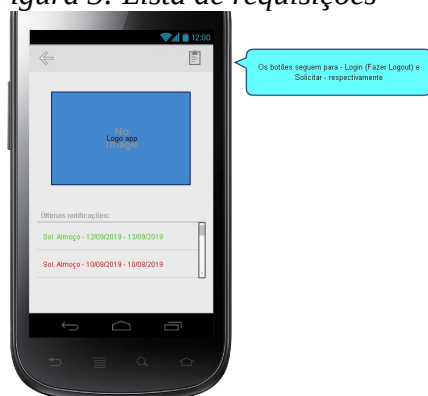 igura 3: Lista de requisições
12:00
Os botões seguem para - Login (Fazer Logout) e
Solicitar - respectivamente
No
Logo app
Image
Últimas notificações:
Sol. Almoço - 12/09/2019 - 13/09/2019
Sol. Almoço - 10/08/2019 - 10/08/2019